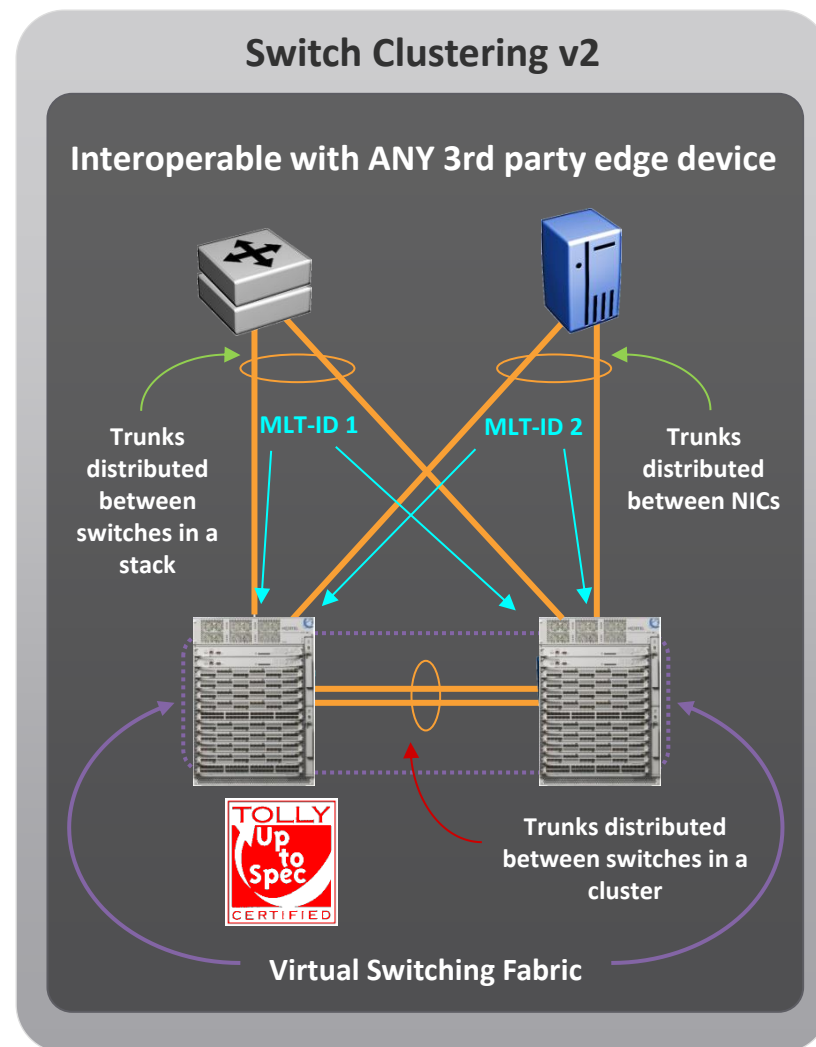 Switch Clustering v2
Interoperable with ANY 3rd party edge device
MLT-ID 1
MLT-ID 2
Trunks
distributed
between
switches in a
stack
Trunks
distributed
between NICs
TOLLY
Up
to
Spec
CERTIFIED
Trunks distributed
between switches in a
cluster
Virtual Switching Fabric